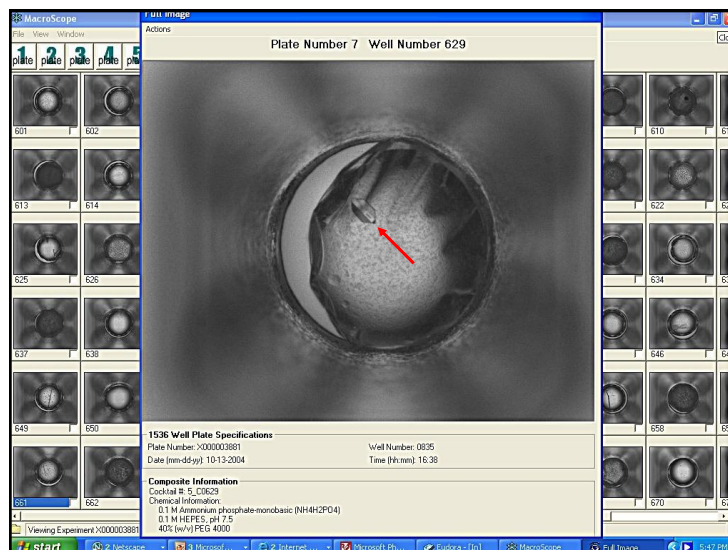 MacroScope
Full Image
File View Window
Actions
Plate Number 7 Well Number 629
1 2 3 4 5
plate plate plate plate
601
602
610
613
614
622
625
626
634
637
638
646
649
650
658
661
662
670
1536 Well Plate Specifications
Plate Number: X000003881
Well Number: 0835
Date (mm-dd-yy): 10-13-2004
Time (hh:mm): 16:38
Composite Information
Cocktail #: 5_C0629
Chemical Information:
0.1 M Ammonium phosphate-monobasic (NH4H2PO4)
0.1 M HEPES, pH 7.5
40% (w/v) PEG 4000
Viewing Experiment X000003881
start
2 Netscape
3 Microsof...
2 Internet ...
Microsoft Ph...
Eudora - [In]
MacroScope
Full Image
5:47 PM